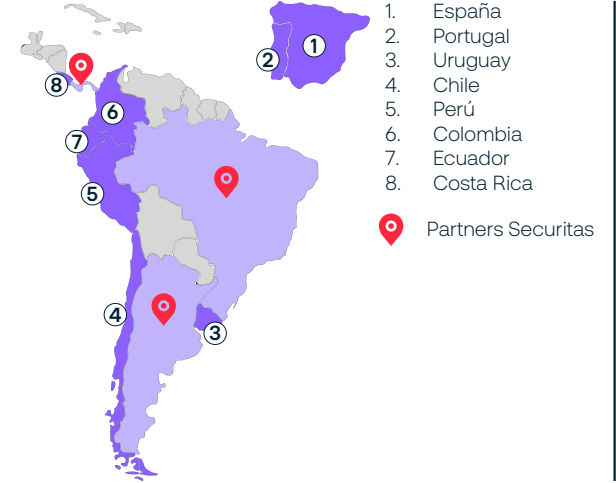 1. España
2. Portugal
3. Uruguay
4. Chile
5. Perú
6. Colombia
7. Ecuador
8. Costa Rica
Partners Securitas
1
2
8
6
7
5
4
3